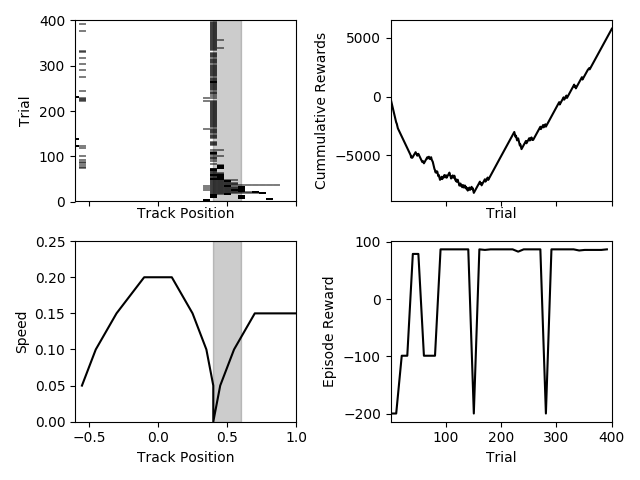 400
300
200
100
0
Trial
Track Position
5000
0
−5000
Cummulative Rewards
Trial
0.25
0.20
0.15
0.10
0.05
0.00
Speed
−0.5 0.0 0.5 1.0
Track Position
100
0
−100
−200
Episode Reward
100 200 300 400
Trial